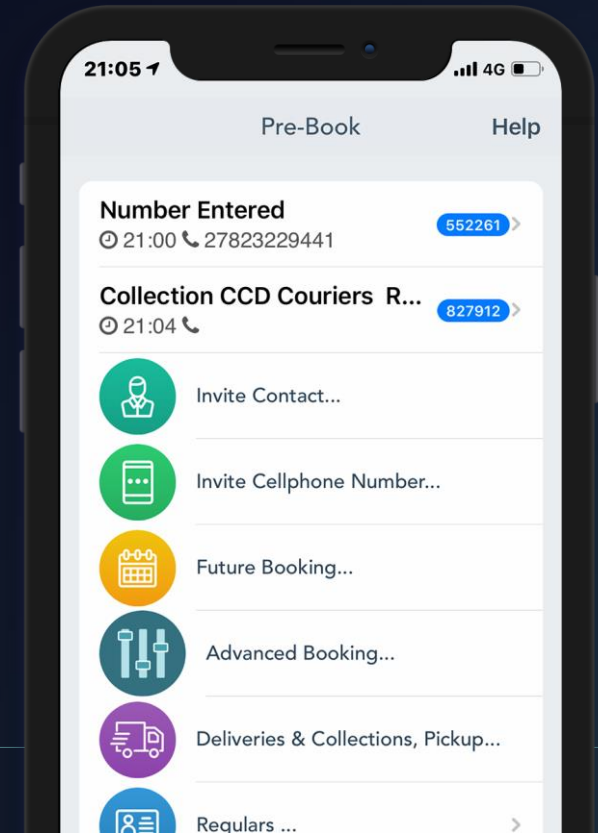 21:05 4G
Pre-Book Help
Number Entered
21:00 27823229441 552261
Collection CCD Couriers R...
21:04 827912
Invite Contact...
Invite Cellphone Number...
Future Booking...
Advanced Booking...
Deliveries & Collections, Pickup...
Regulars ...